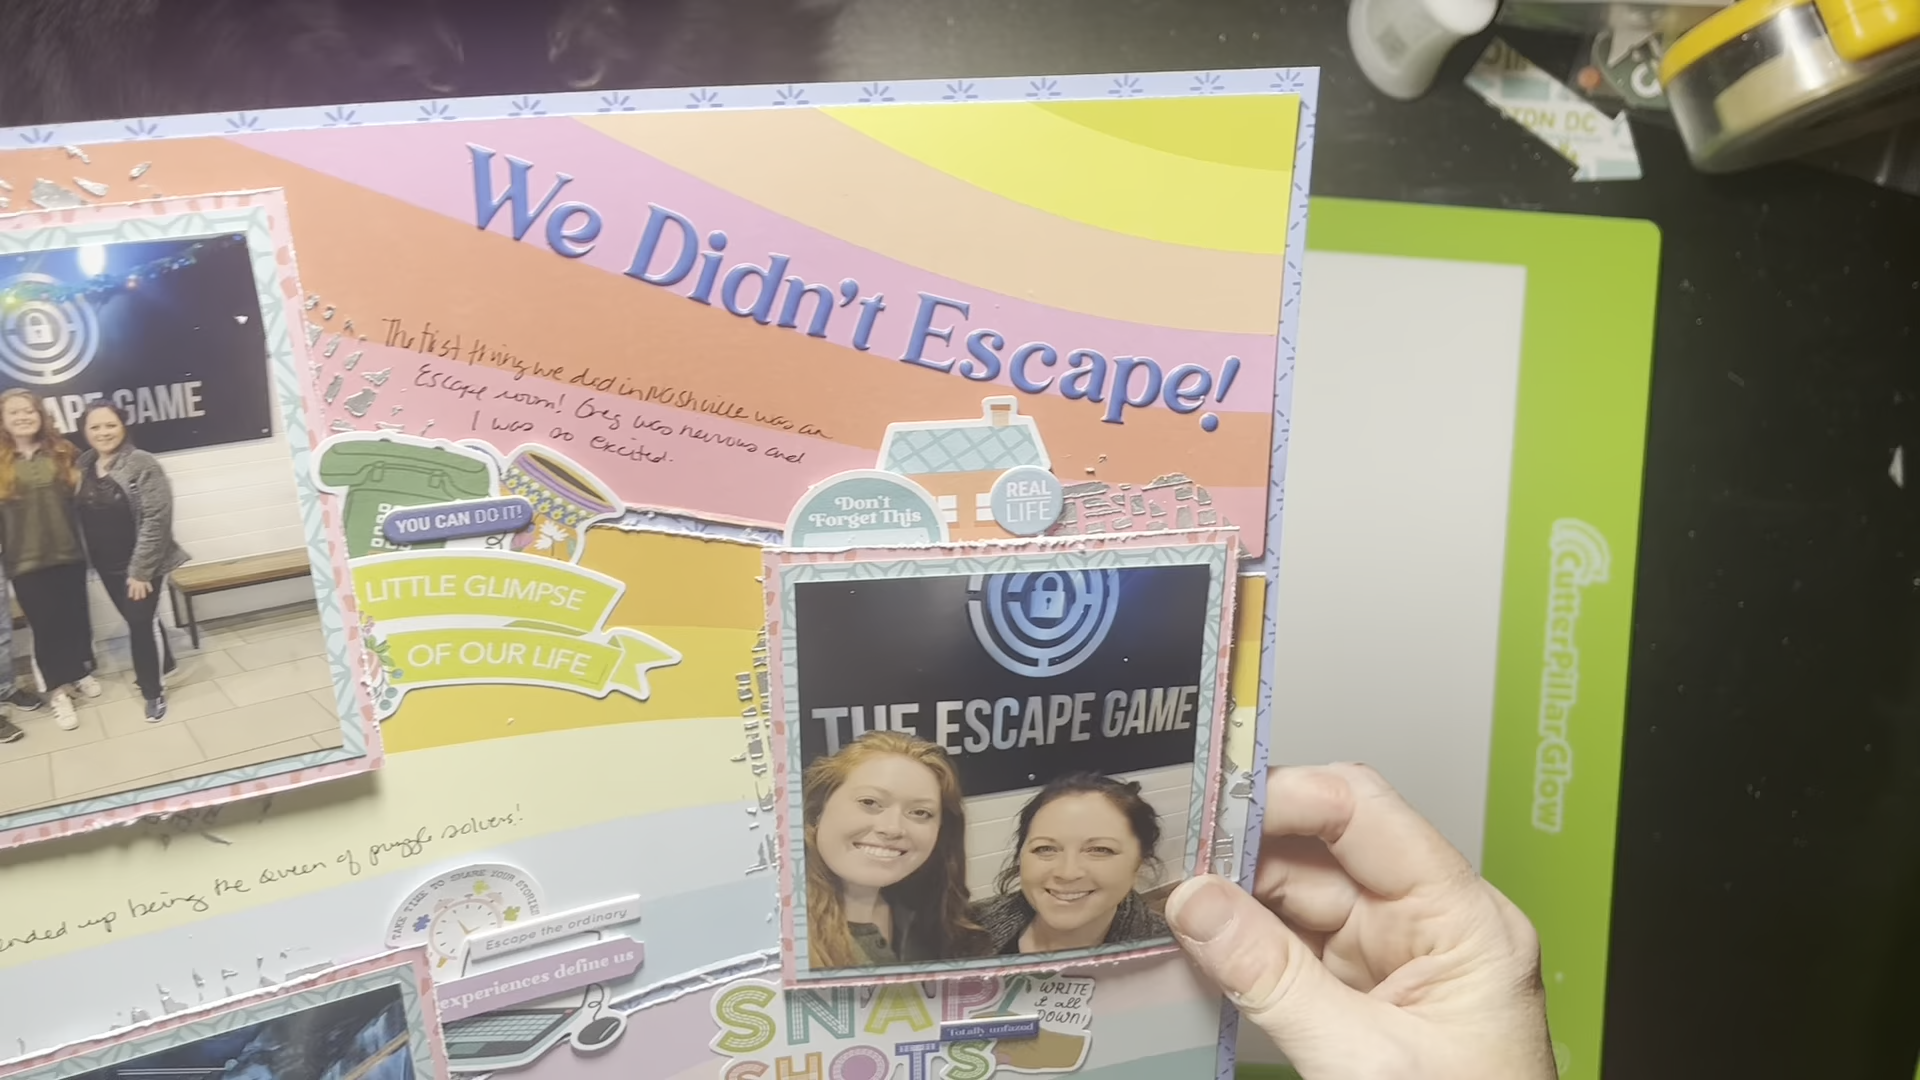 We Didn't Escape!
The first thing we did in Nashville was an
Escape room! Greg was nervous and
I was so excited.
APE GAME
YOU CAN DO IT!
Don't
Forget This
REAL
LIFE
LITTLE GLIMPSE
OF OUR LIFE
THE ESCAPE GAME
ended up being the Queen of puzzle solvers!
TAKE TIME TO SHARE YOUR STORIES
Escape the ordinary
experiences define us
SNAP
SHOTS
WRITE
it all
DOWN!
Totally unfazed
CutterPillar Glow